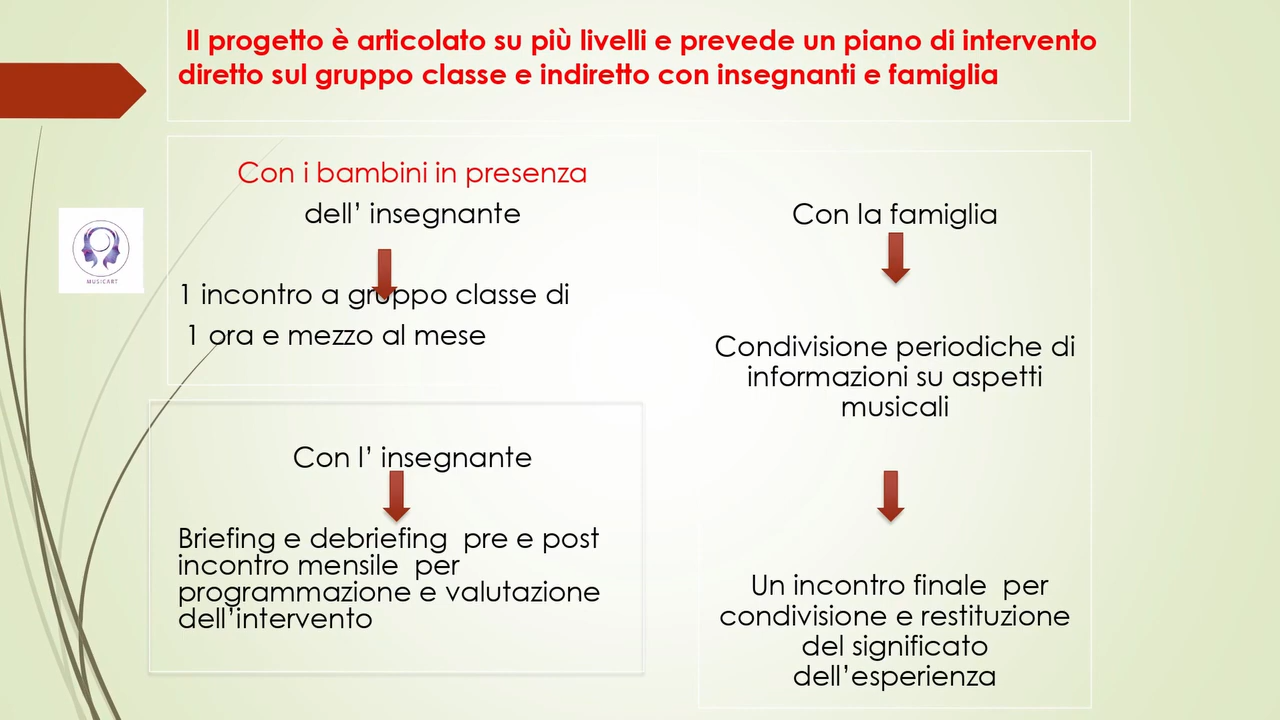 Il progetto è articolato su più livelli e prevede un piano di intervento
diretto sul gruppo classe e indiretto con insegnanti e famiglia
Con i bambini in presenza
dell’ insegnante
1 incontro a gruppo classe di
1 ora e mezzo al mese
MUSICART
Con l’ insegnante
Briefing e debriefing pre e post
incontro mensile per
programmazione e valutazione
dell’intervento
Con la famiglia
Condivisione periodiche di
informazioni su aspetti
musicali
Un incontro finale per
condivisione e restituzione
del significato
dell’esperienza